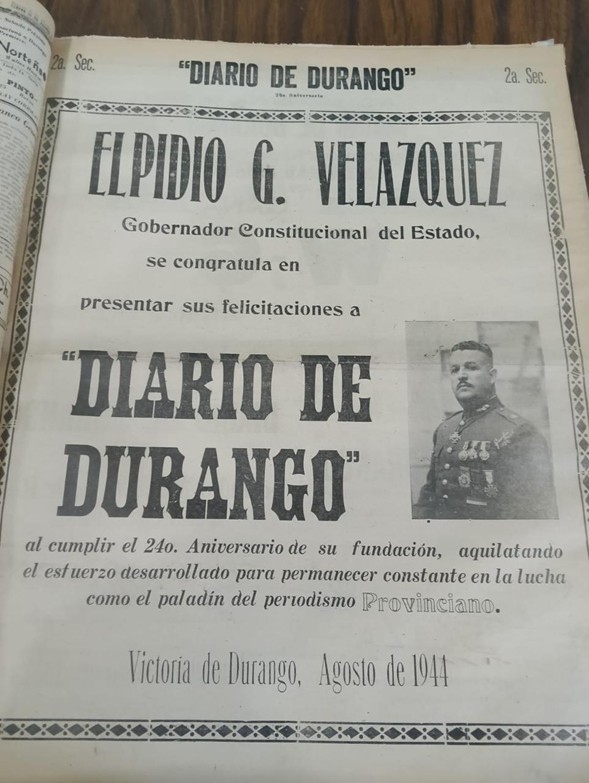 2a. Sec.
"DIARIO DE DURANGO"
2a. Sec.
24o. Aniversario
ELPIDIO G. VELAZQUEZ
Gobernador Constitucional del Estado,
se congratula en
presentar sus felicitaciones a
"DIARIO DE
DURANGO"
al cumplir el 24o. Aniversario de su fundación, aquilatando
el esfuerzo desarrollado para permanecer constante en la lucha
como el paladín del periodismo Provinciano.
Victoria de Durango, Agosto de 1944